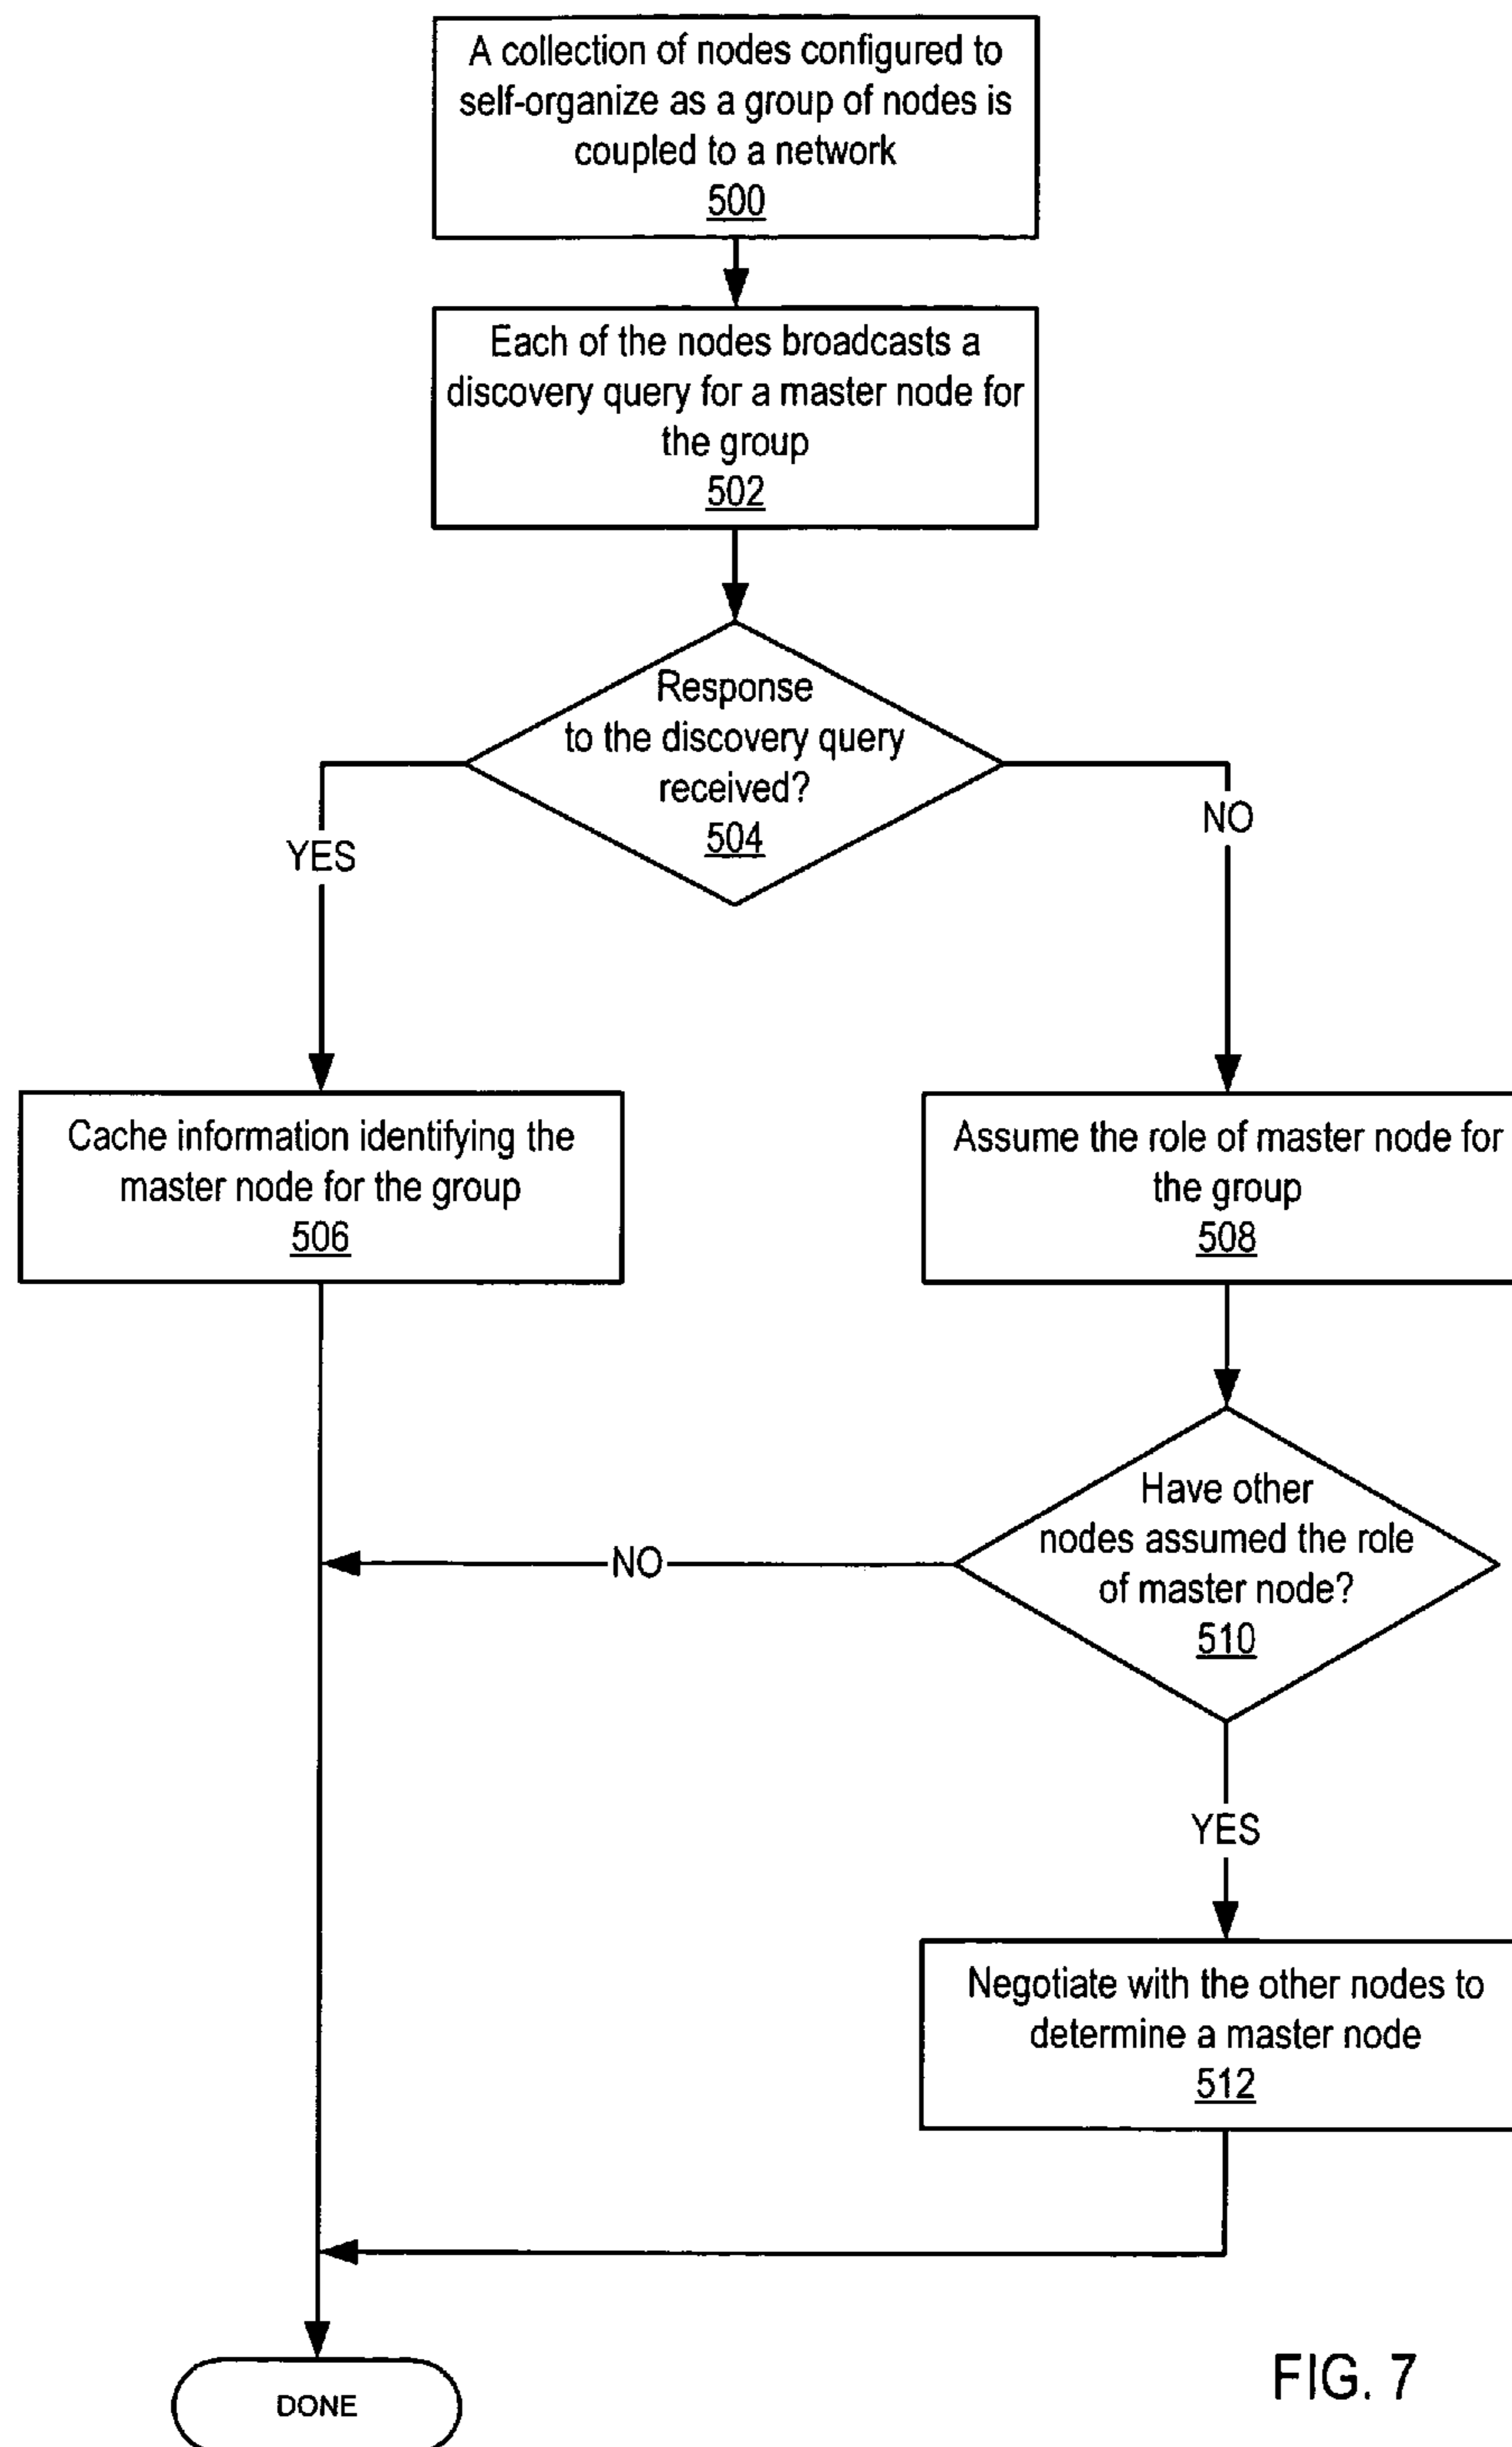 A collection of nodes configured to
self-organize as a group of nodes is
coupled to a network
500
Each of the nodes broadcasts a
discovery query for a master node for
the group
502
Response
to the discovery query
received?
504
YES
NO
Cache information identifying the
master node for the group
506
Assume the role of master node for
the group
508
Have other
nodes assumed the role
of master node?
510
NO
YES
Negotiate with the other nodes to
determine a master node
512
DONE
FIG. 7